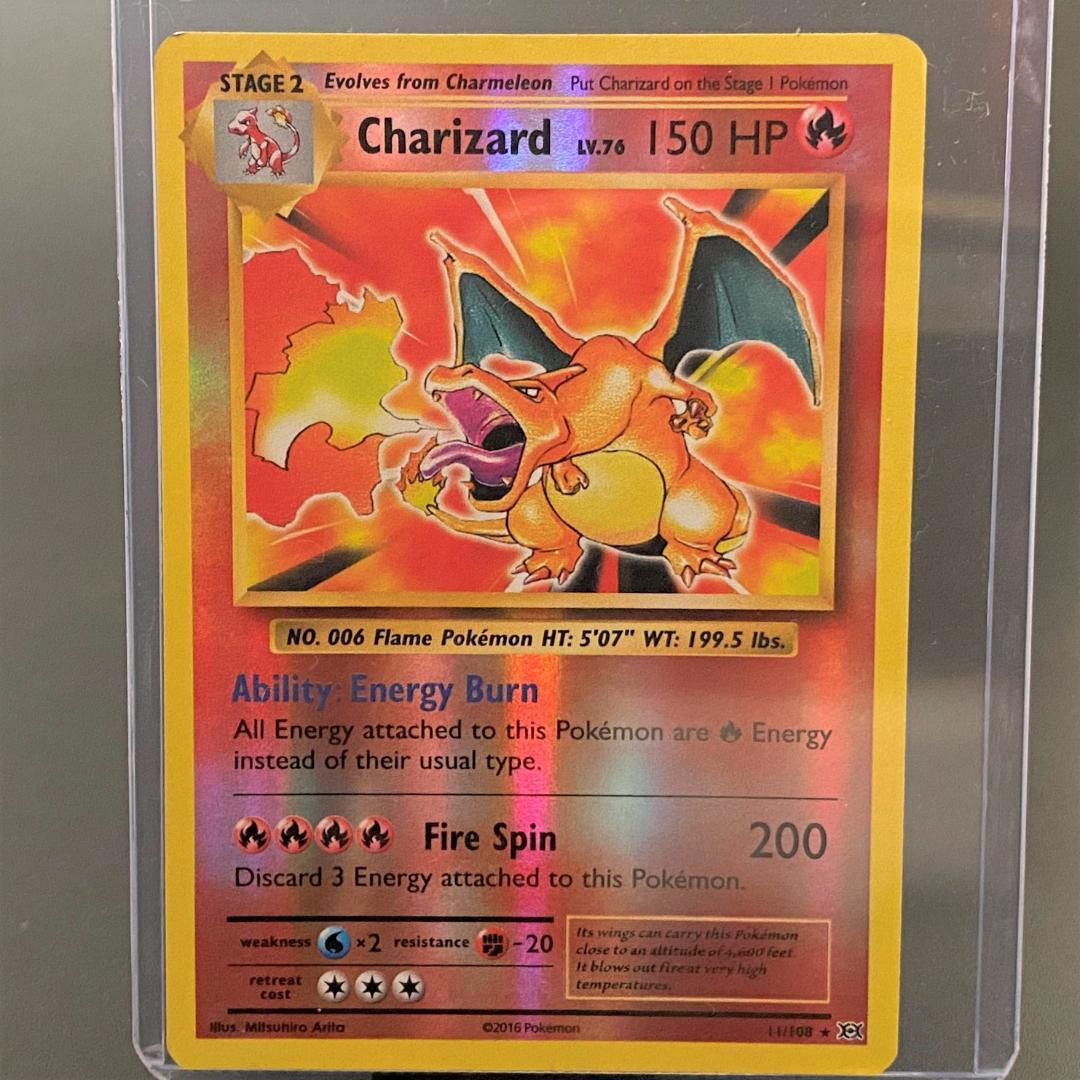 STAGE 2 Evolves from Charmeleon Put Charizard on the Stage 1 Pokémon
Charizard LV.76 150 HP
NO. 006 Flame Pokémon HT: 5'07" WT: 199.5 lbs.
Ability: Energy Burn
All Energy attached to this Pokémon are Energy
instead of their usual type.
Fire Spin 200
Discard 3 Energy attached to this Pokémon.
weakness ×2 resistance -20
retreat
cost
Its wings can carry this Pokémon
close to an altitude of 4,600 feet.
It blows out fire at very high
temperatures.
Illus. Mitsuhiro Arita ©2016 Pokémon 11/108